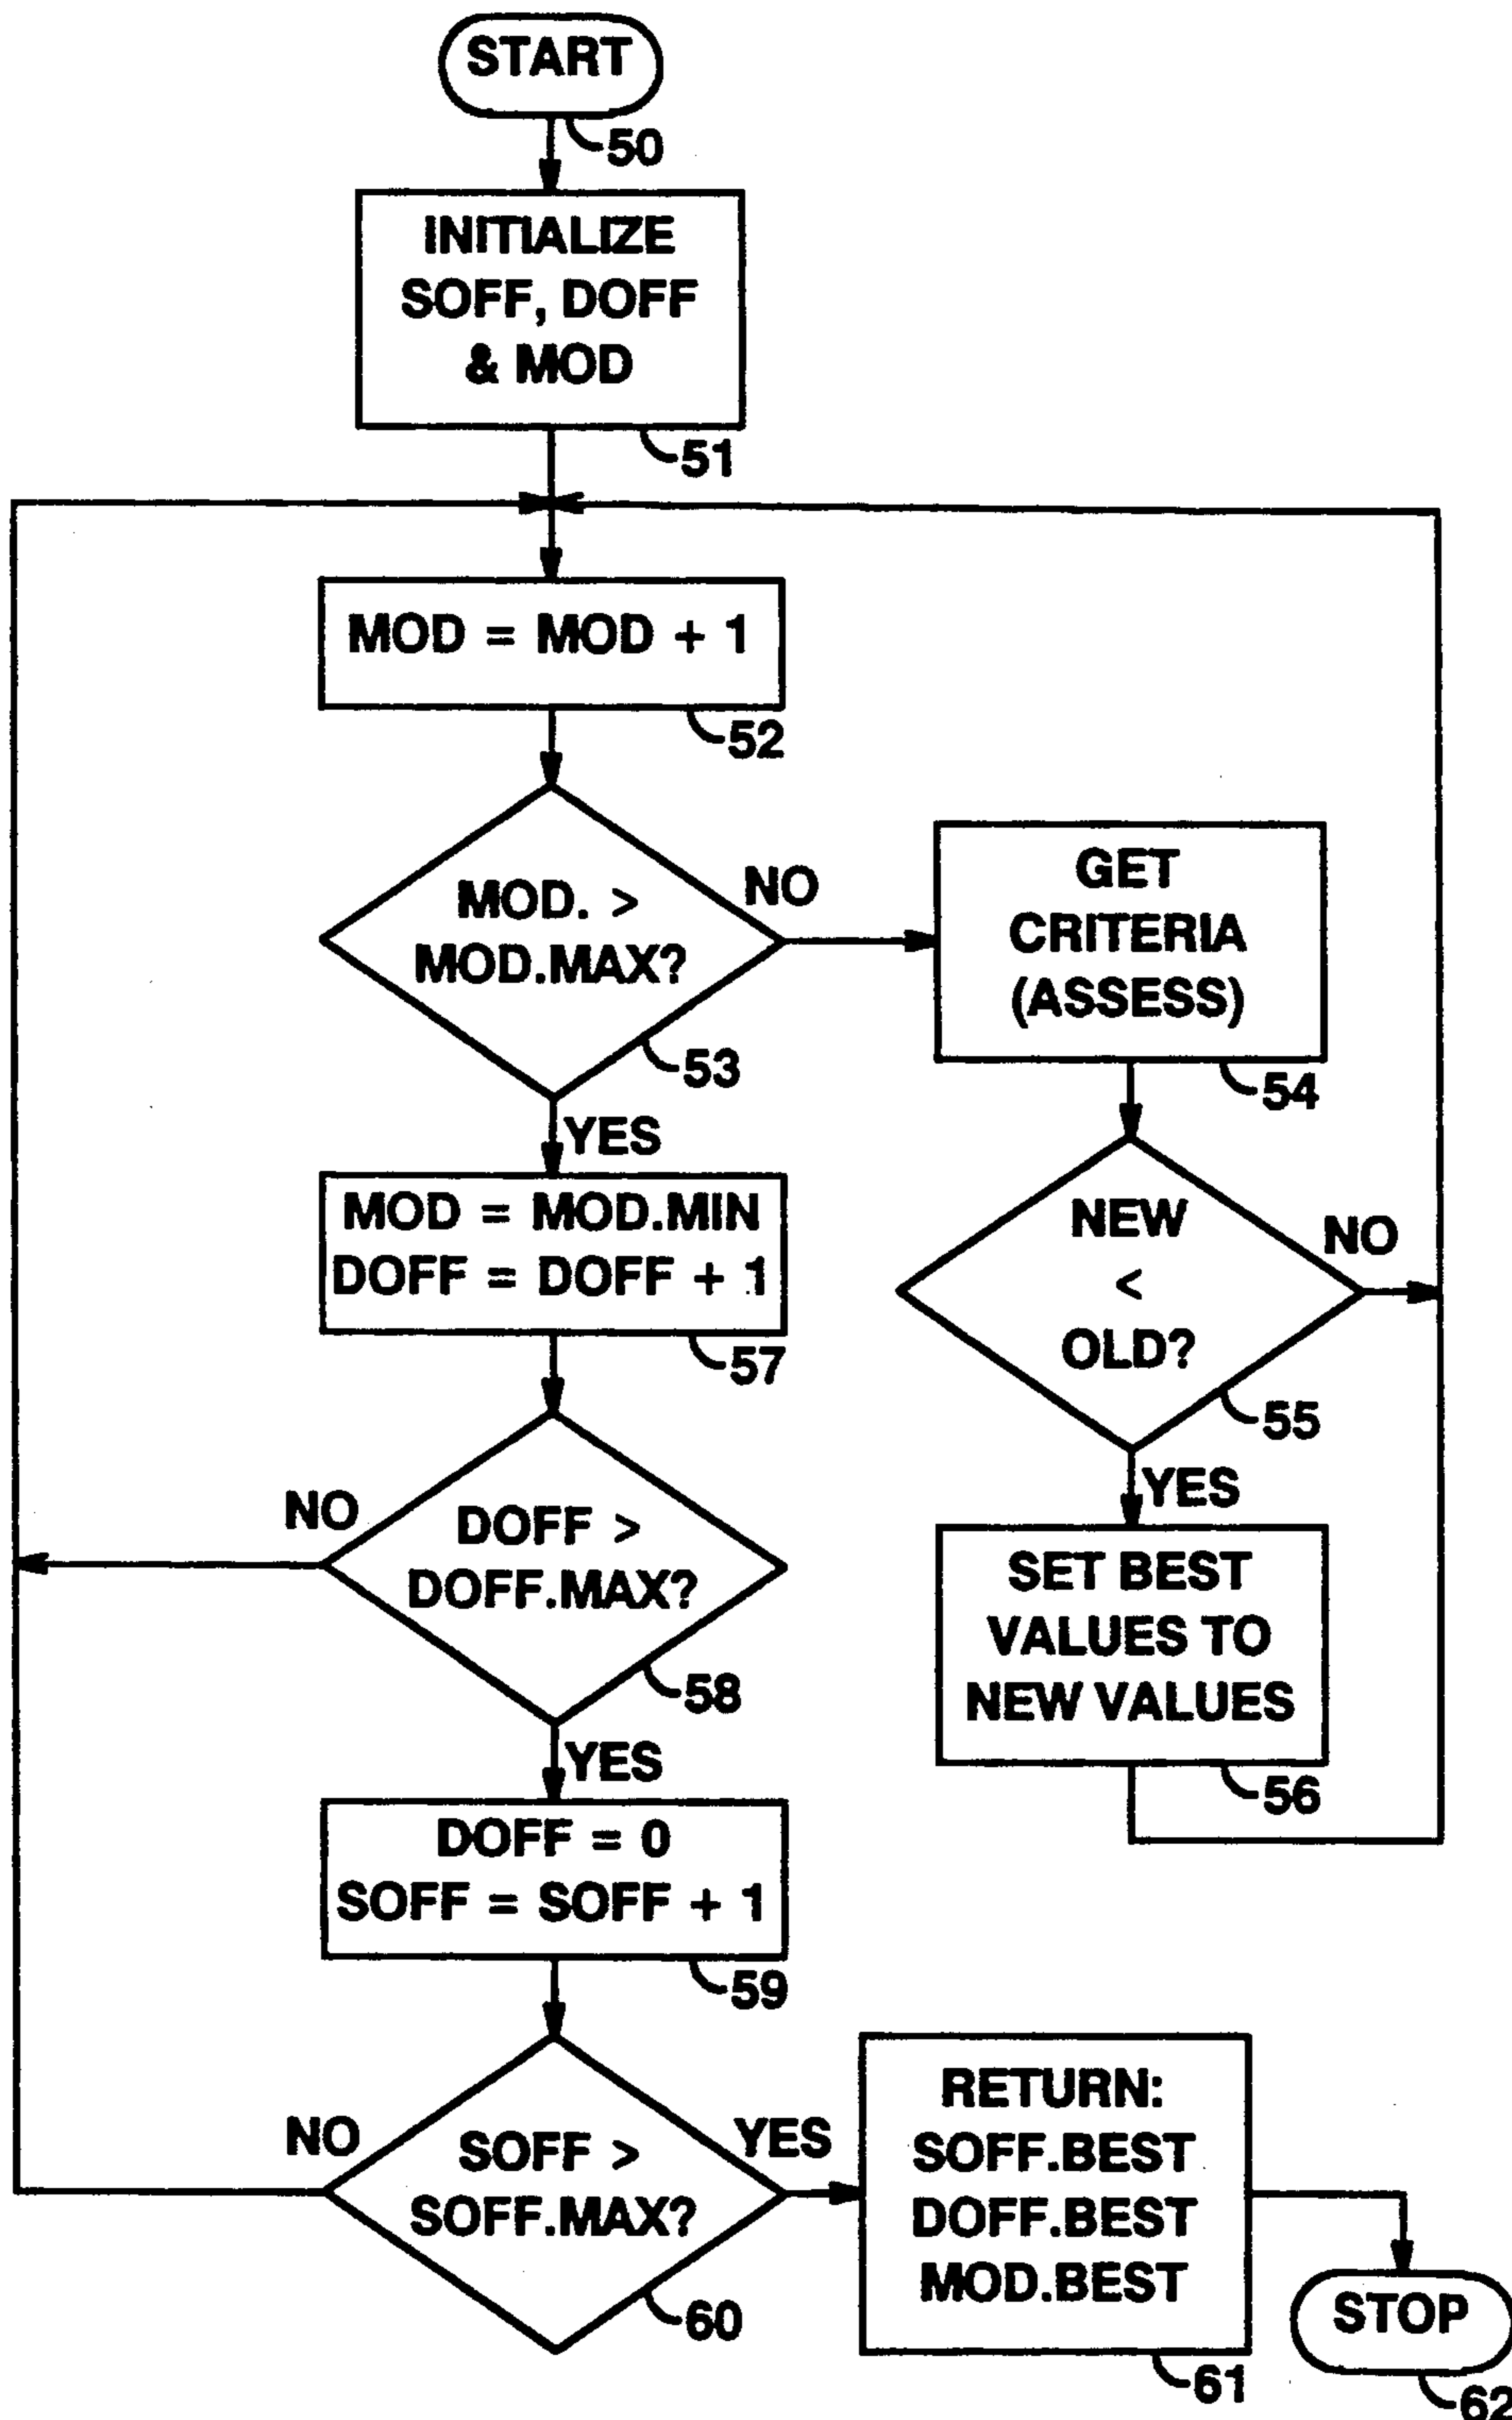 START
50
INITIALIZE
SOFF, DOFF
& MOD
51
MOD = MOD + 1
52
MOD. >
MOD.MAX?
53
NO
GET
CRITERIA
(ASSESS)
54
YES
MOD = MOD.MIN
DOFF = DOFF + 1
57
NEW
<
OLD?
55
NO
YES
SET BEST
VALUES TO
NEW VALUES
56
NO
DOFF >
DOFF.MAX?
58
YES
DOFF = 0
SOFF = SOFF + 1
59
NO
SOFF >
SOFF.MAX?
60
YES
RETURN:
SOFF.BEST
DOFF.BEST
MOD.BEST
61
STOP
62